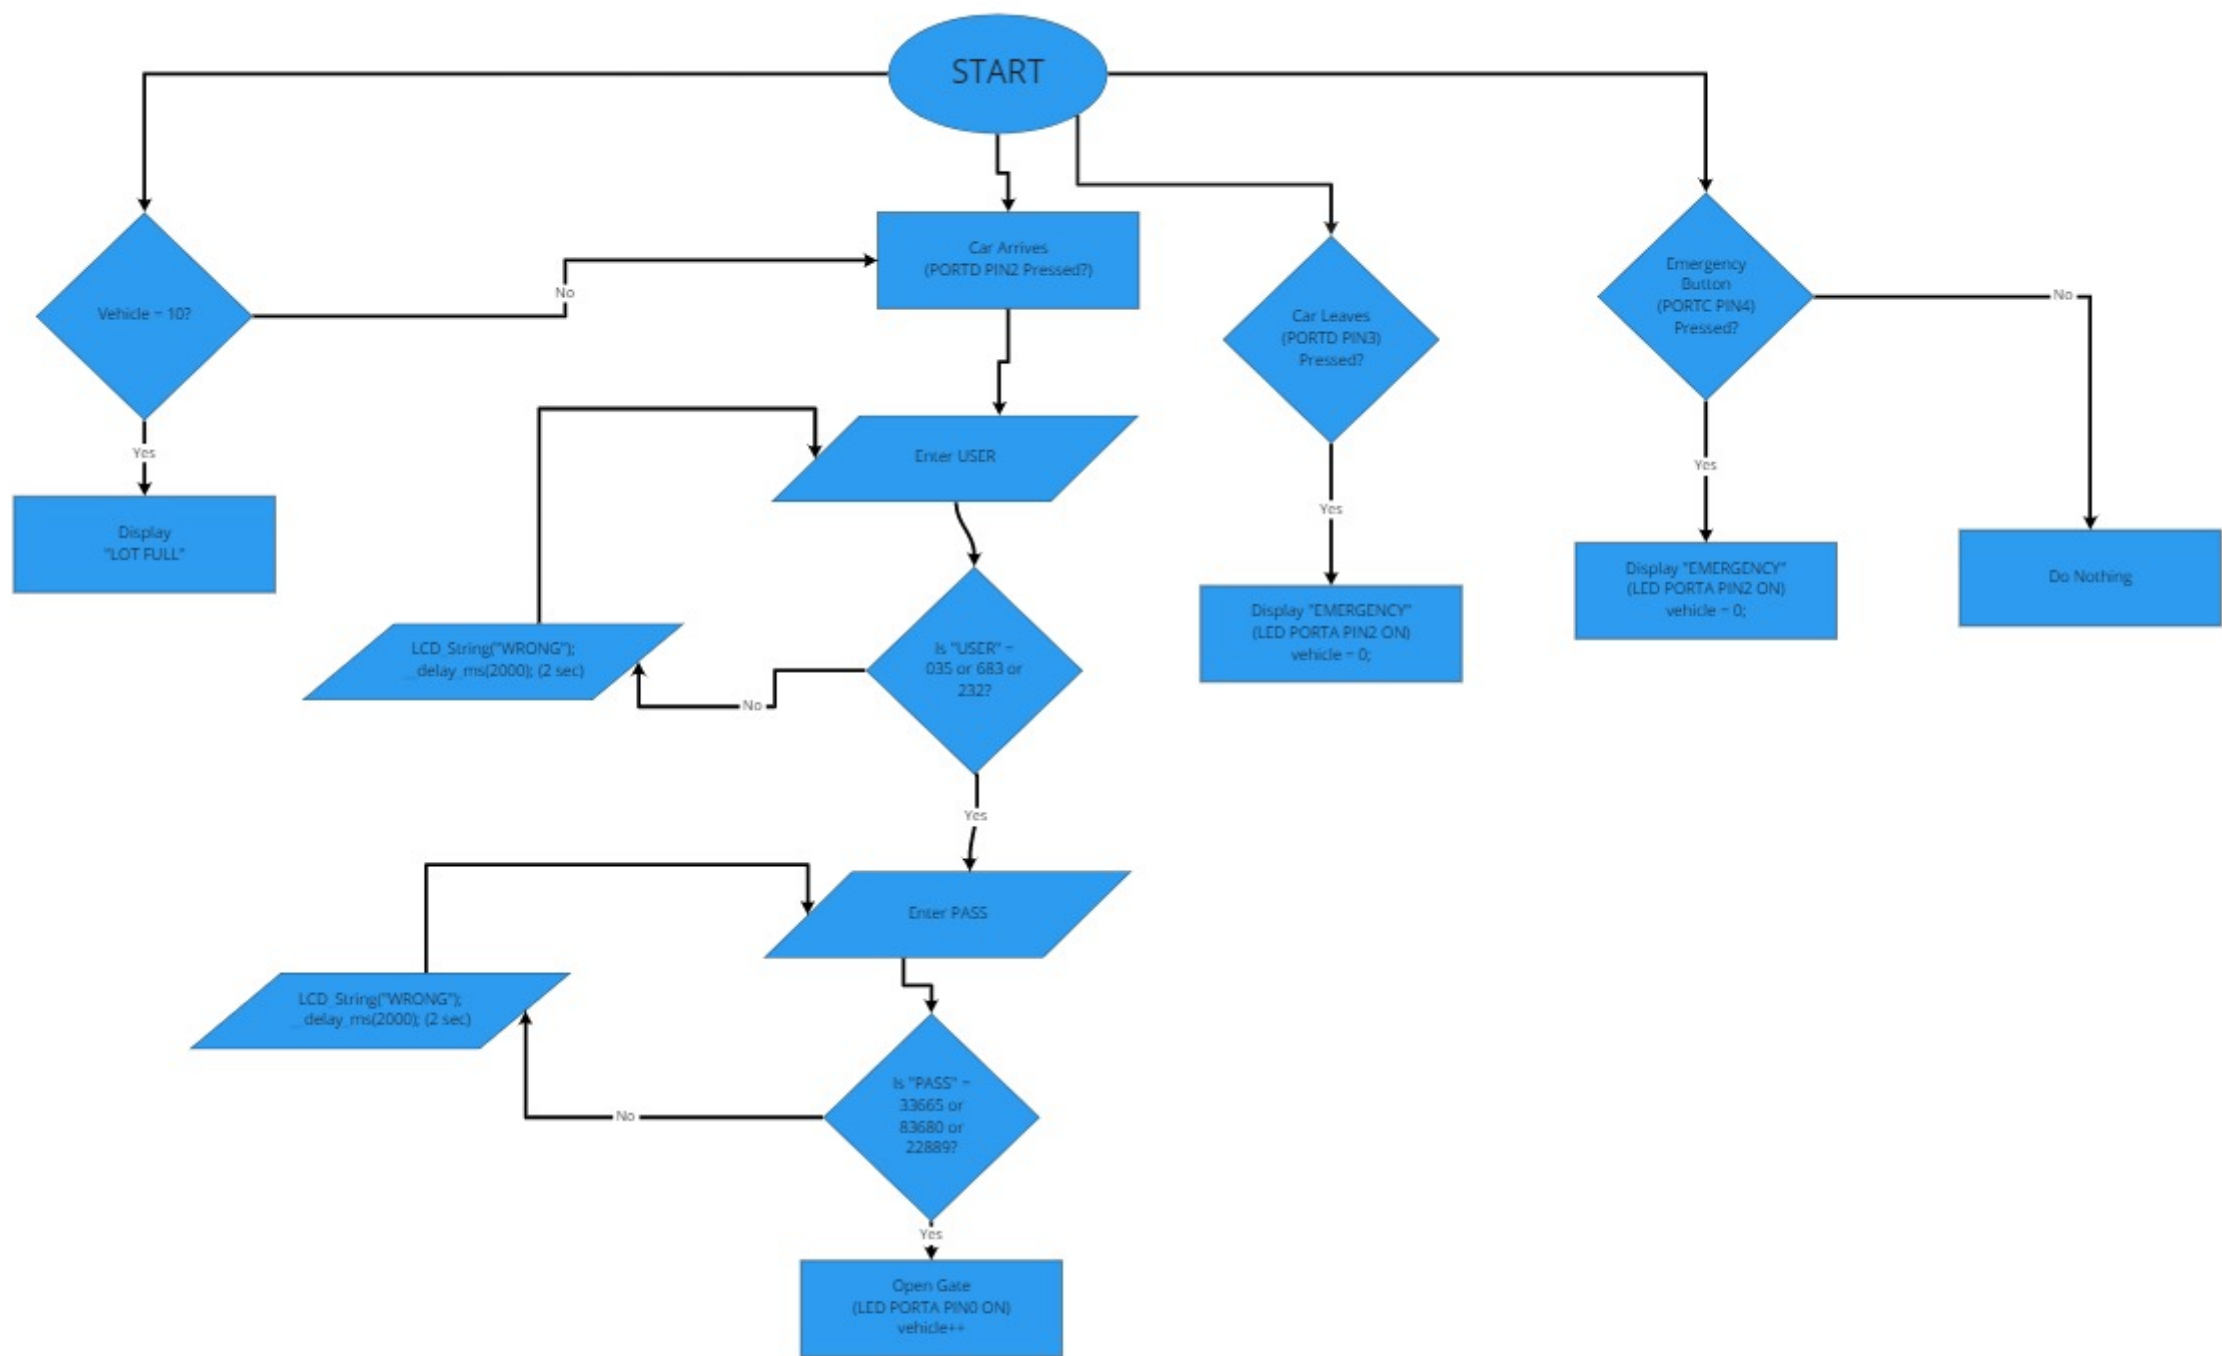 START
Vehicle = 10?
No
Yes
Display
"LOT FULL"
Car Arrives
(PORTD PIN2 Pressed?)
Enter USER
Is "USER" =
035 or 683 or
232?
No
LCD_String("WRONG");
__delay_ms(2000); (2 sec)
Yes
Enter PASS
Is "PASS" =
33665 or
83680 or
22889?
No
LCD_String("WRONG");
__delay_ms(2000); (2 sec)
Yes
Open Gate
(LED PORTA PIN0 ON)
vehicle++
Car Leaves
(PORTD PIN3)
Pressed?
Yes
Display "EMERGENCY"
(LED PORTA PIN2 ON)
vehicle = 0;
Emergency
Button
(PORTC PIN4)
Pressed?
Yes
Display "EMERGENCY"
(LED PORTA PIN2 ON)
vehicle = 0;
No
Do Nothing